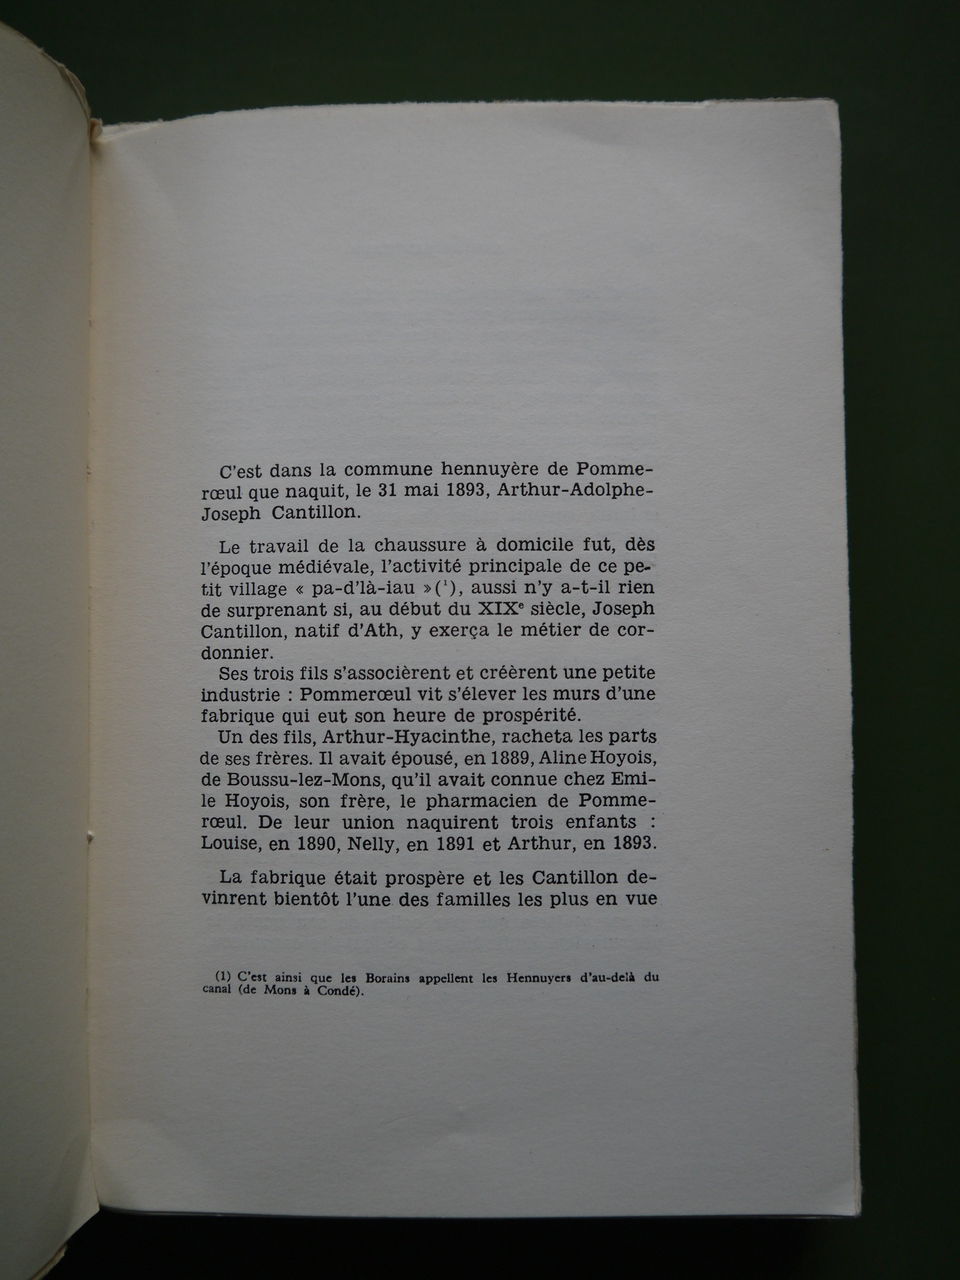 C'est dans la commune hennuyère de Pomme-
rœul que naquit, le 31 mai 1893, Arthur-Adolphe-
Joseph Cantillon.
Le travail de la chaussure à domicile fut, dès
l'époque médiévale, l'activité principale de ce pe-
tit village « pa-d'là-iau »(¹), aussi n'y a-t-il rien
de surprenant si, au début du XIXᵉ siècle, Joseph
Cantillon, natif d'Ath, y exerça le métier de cor-
donnier.
Ses trois fils s'associèrent et créèrent une petite
industrie : Pommerœul vit s'élever les murs d'une
fabrique qui eut son heure de prospérité.
Un des fils, Arthur-Hyacinthe, racheta les parts
de ses frères. Il avait épousé, en 1889, Aline Hoyois,
de Boussu-lez-Mons, qu'il avait connue chez Emi-
le Hoyois, son frère, le pharmacien de Pomme-
rœul. De leur union naquirent trois enfants :
Louise, en 1890, Nelly, en 1891 et Arthur, en 1893.
La fabrique était prospère et les Cantillon de-
vinrent bientôt l'une des familles les plus en vue
(1) C'est ainsi que les Borains appellent les Hennuyers d'au-delà du
canal (de Mons à Condé).